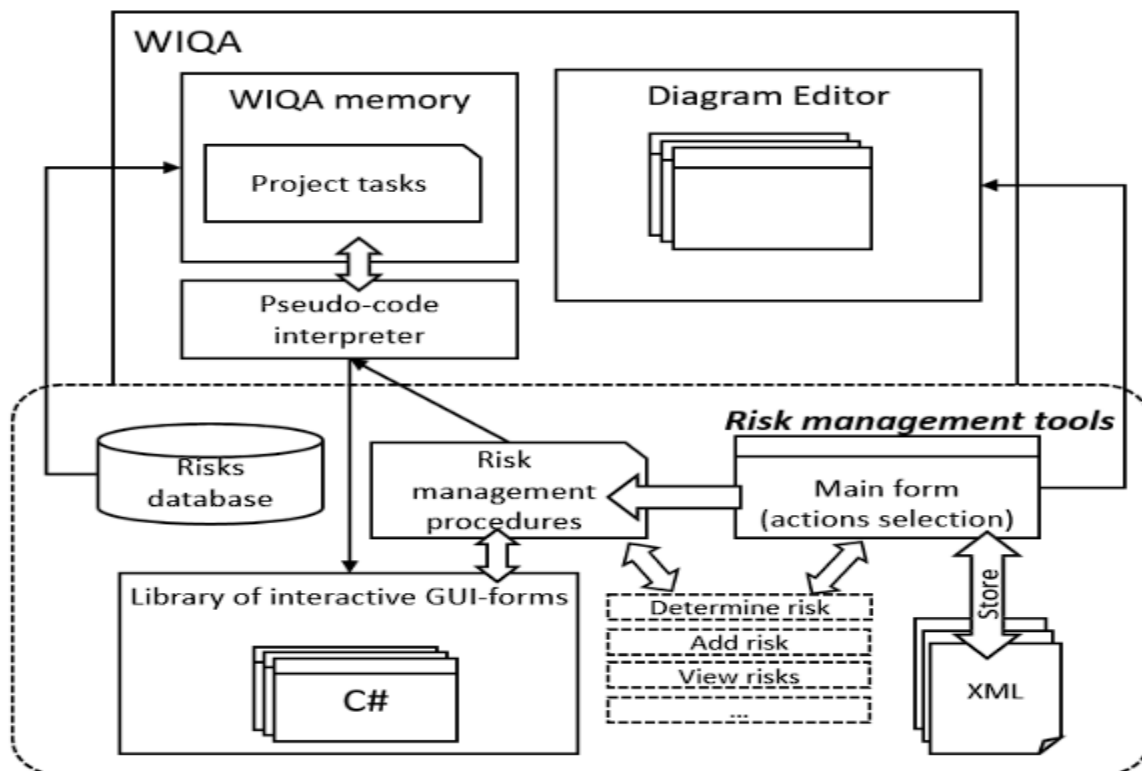 WIQA
WIQA memory
Project tasks
Diagram Editor
Pseudo-code
interpreter
Risk management tools
Risks
database
Risk
management
procedures
Main form
(actions selection)
Library of interactive GUI-forms
C#
Determine risk
Add risk
View risks
...
Store
XML